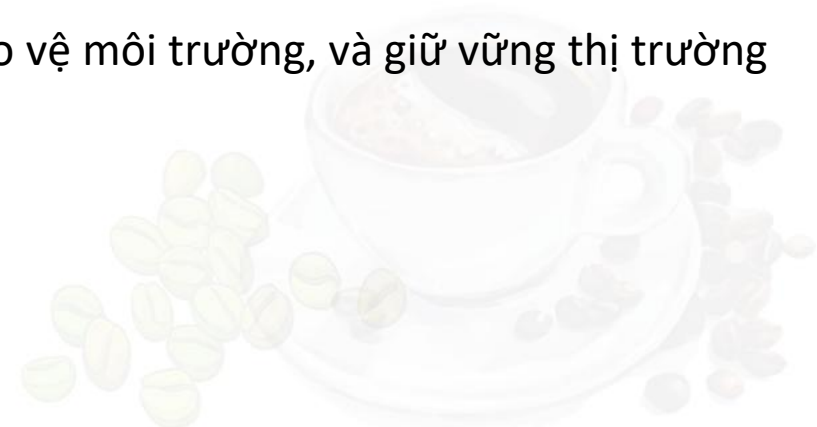 vệ môi trường, và giữ vững thị trường